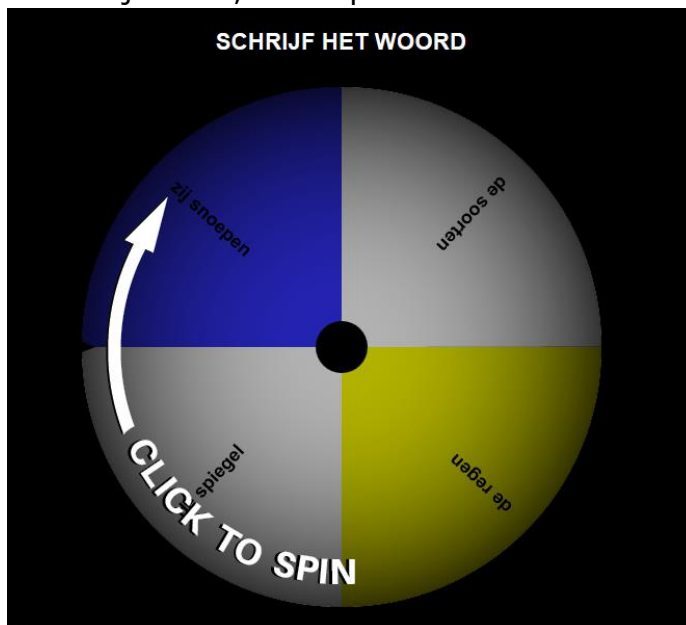 SCHRIJF HET WOORD
zij snoepen
de soorten
spiegel
de regen
CLICK TO SPIN